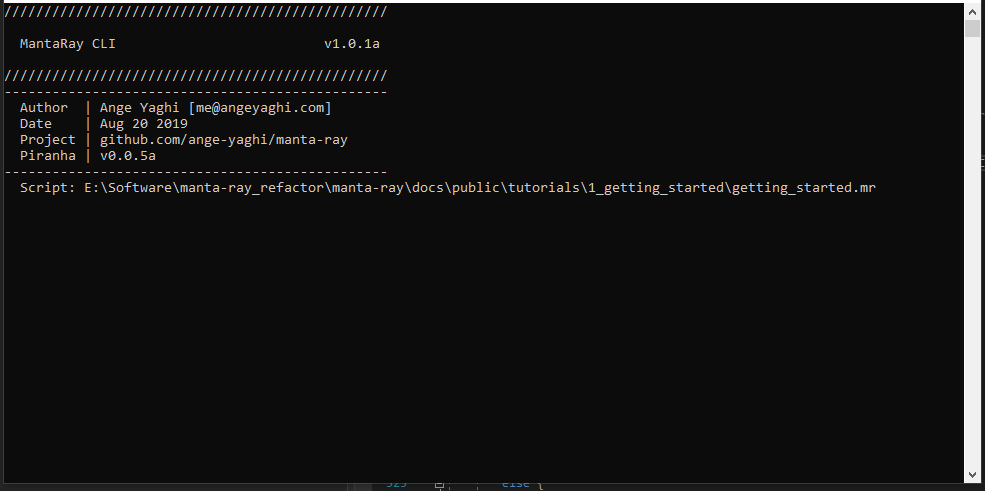 ////////////////////////////////////////////////
MantaRay CLI                          v1.0.1a
////////////////////////////////////////////////
------------------------------------------------
Author  | Ange Yaghi [me@angeyaghi.com]
Date    | Aug 20 2019
Project | github.com/ange-yaghi/manta-ray
Piranha | v0.0.5a
------------------------------------------------
Script: E:\Software\manta-ray_refactor\manta-ray\docs\public\tutorials\1_getting_started\getting_started.mr
else {